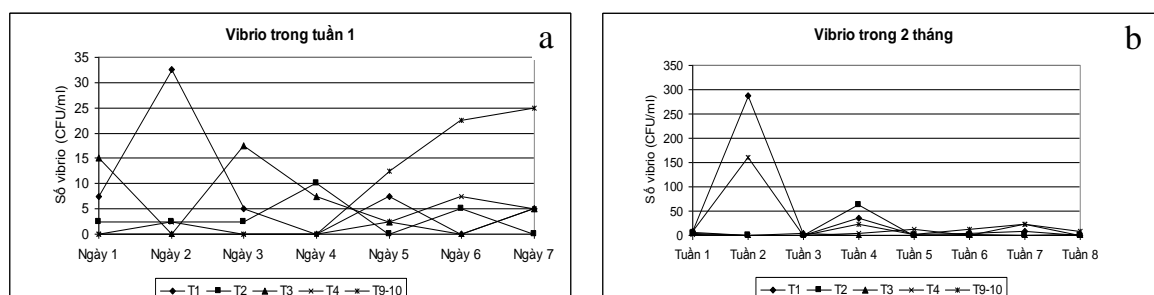 Vibrio trong tuần 1
a
35
30
25
20
15
10
5
0
Số vibrio (CFU/ml)
Ngày 1 Ngày 2 Ngày 3 Ngày 4 Ngày 5 Ngày 6 Ngày 7
T1 T2 T3 T4 T9-10
Vibrio trong 2 tháng
b
350
300
250
200
150
100
50
0
Số vibrio (CFU/ml)
Tuần 1 Tuần 2 Tuần 3 Tuần 4 Tuần 5 Tuần 6 Tuần 7 Tuần 8
T1 T2 T3 T4 T9-10